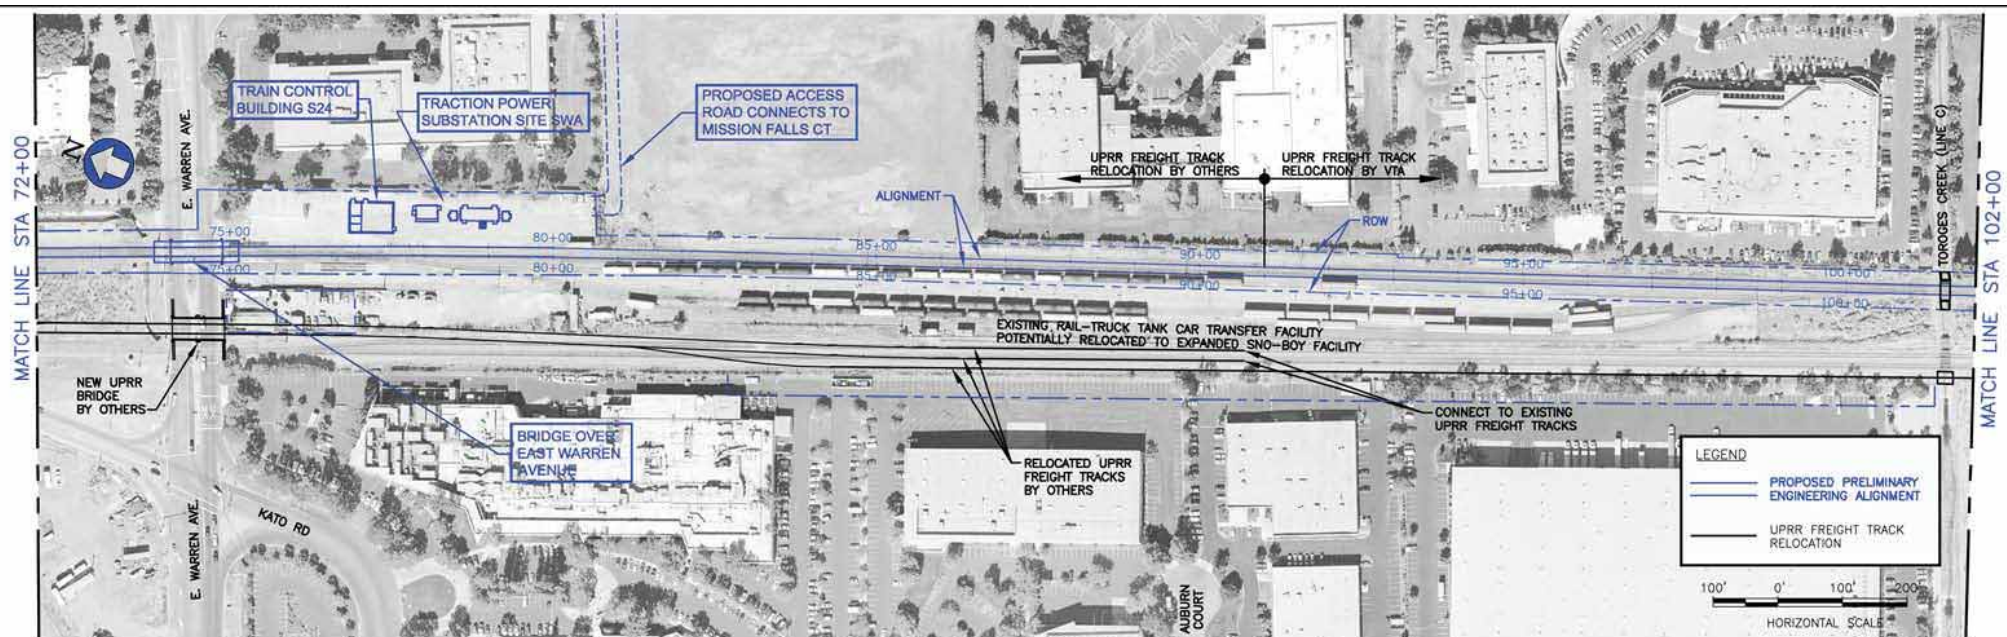 MATCH LINE STA 72+00
N
E. WARREN AVE.
TRAIN CONTROL
BUILDING S24
TRACTION POWER
SUBSTATION SITE SWA
PROPOSED ACCESS
ROAD CONNECTS TO
MISSION FALLS CT
UPRR FREIGHT TRACK
RELOCATION BY OTHERS
UPRR FREIGHT TRACK
RELOCATION BY VTA
ALIGNMENT
ROW
TOROGES CREEK (LINE C)
MATCH LINE STA 102+00
75+00
80+00
85+00
90+00
95+00
100+00
75+00
80+00
85+00
90+00
95+00
100+00
EXISTING RAIL-TRUCK TANK CAR TRANSFER FACILITY
POTENTIALLY RELOCATED TO EXPANDED SNO-BOY FACILITY
NEW UPRR
BRIDGE
BY OTHERS
BRIDGE OVER
EAST WARREN
AVENUE
RELOCATED UPRR
FREIGHT TRACKS
BY OTHERS
CONNECT TO EXISTING
UPRR FREIGHT TRACKS
KATO RD
E. WARREN AVE.
AUBURN
COURT
LEGEND
PROPOSED PRELIMINARY
ENGINEERING ALIGNMENT
UPRR FREIGHT TRACK
RELOCATION
100' 0' 100' 200'
HORIZONTAL SCALE